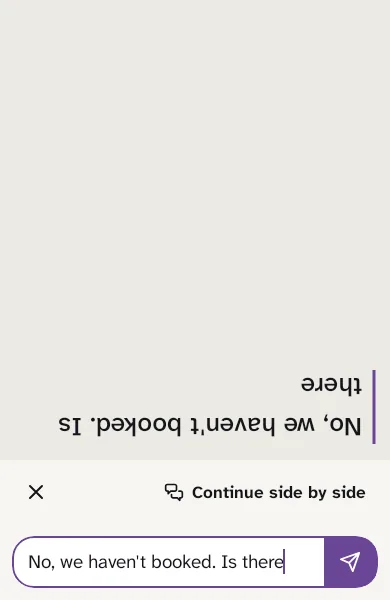 No, we haven't booked. Is
there
Continue side by side
No, we haven't booked. Is there